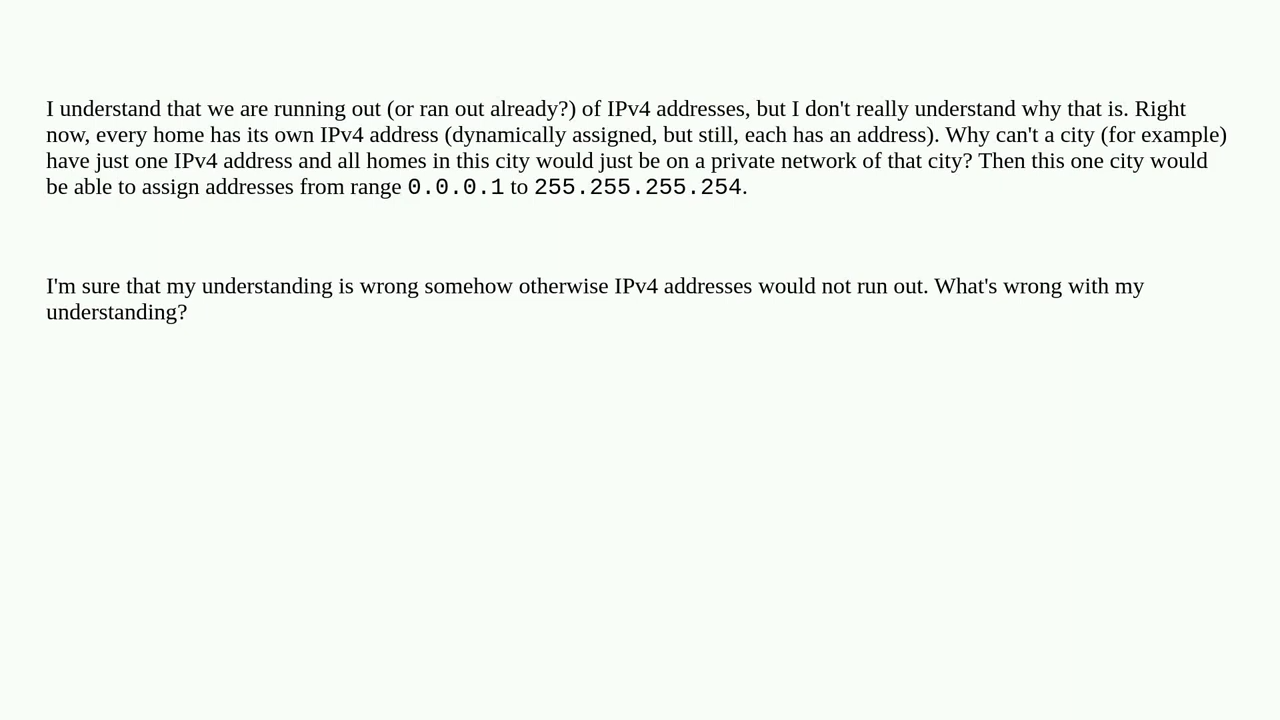 I understand that we are running out (or ran out already?) of IPv4 addresses, but I don't really understand why that is. Right
now, every home has its own IPv4 address (dynamically assigned, but still, each has an address). Why can't a city (for example)
have just one IPv4 address and all homes in this city would just be on a private network of that city? Then this one city would
be able to assign addresses from range 0.0.0.1 to 255.255.255.254.
I'm sure that my understanding is wrong somehow otherwise IPv4 addresses would not run out. What's wrong with my
understanding?